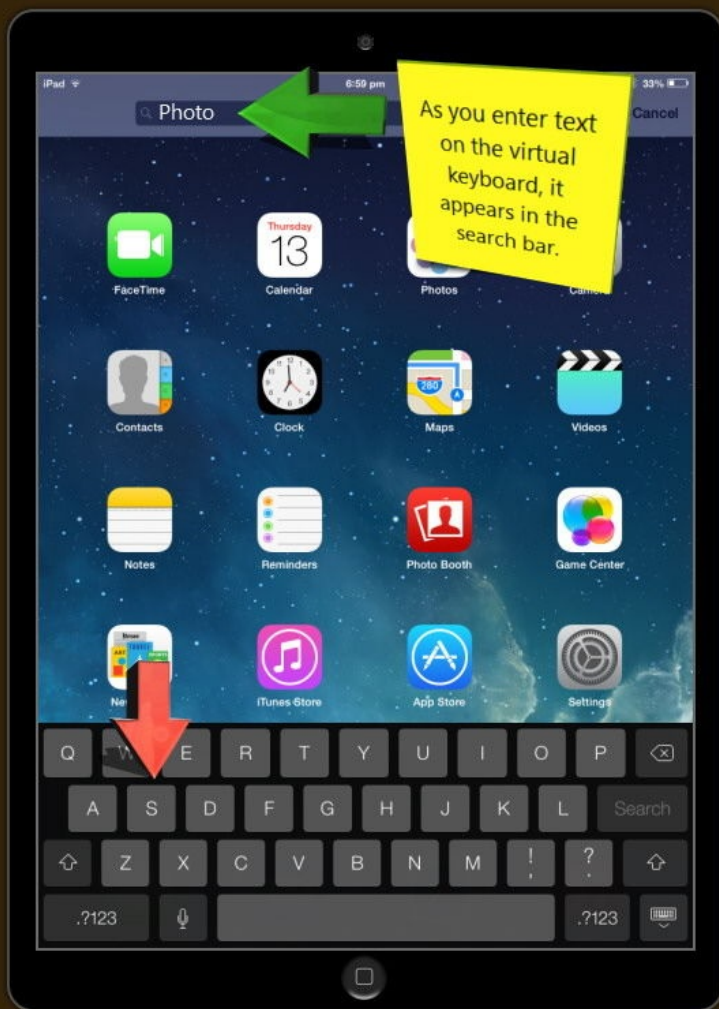 iPad
6:59 pm
33%
Photo
Cancel
As you enter text
on the virtual
keyboard, it
appears in the
search bar.
Thursday
13
FaceTime
Calendar
Photos
12
280
Contacts
Clock
Maps
Videos
Notes
Reminders
Photo Booth
Game Center
iTunes Store
App Store
Settings
Q W E R T Y U I O P
A S D F G H J K L Search
Z X C V B N M ! , ? .
.?123 .?123